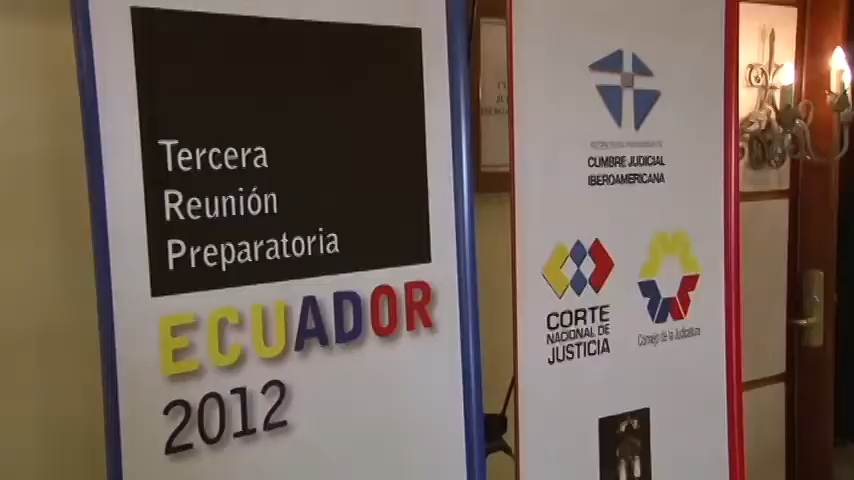 Tercera
Reunión
Preparatoria
ECUADOR
2012
CUMBRE JUDICIAL
IBEROAMERICANA
CORTE
NACIONAL DE
JUSTICIA
Consejo de la Judicatura